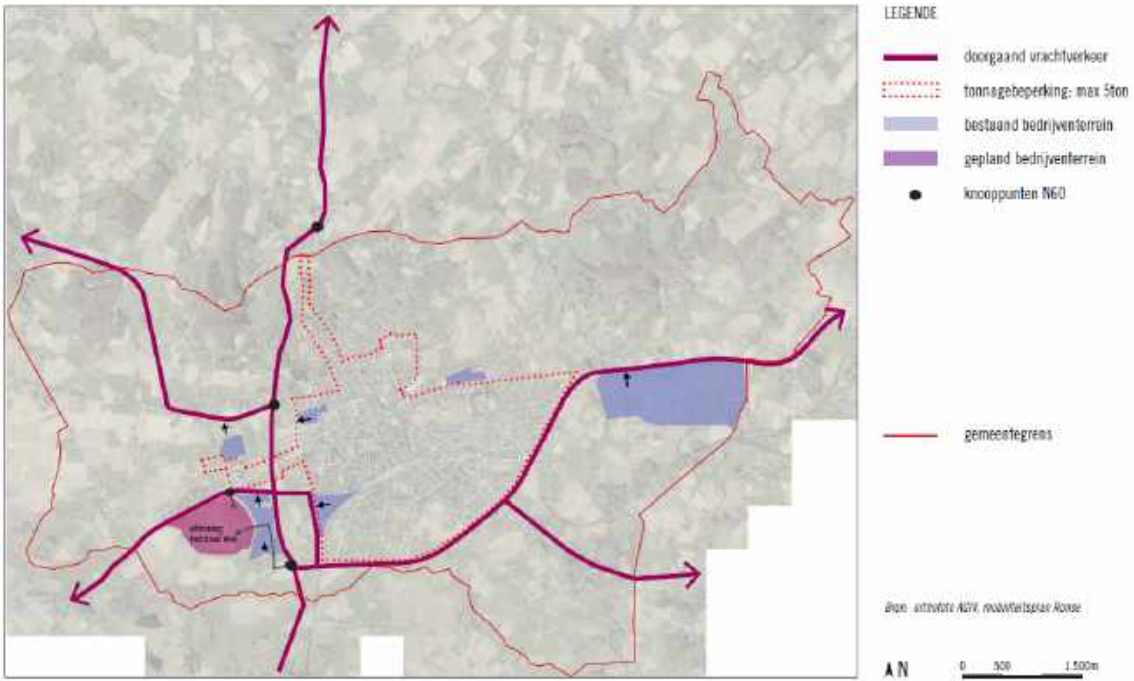 LEGENDE
doorgaand vrachtverkeer
tonnagebeperking: max 5ton
bestaand bedrijventerrein
gepland bedrijventerrein
knooppunten N60
gemeentegrens
Bron: orthofoto AGIV, mobiliteitsplan Ronse
N
0 500 1.500m